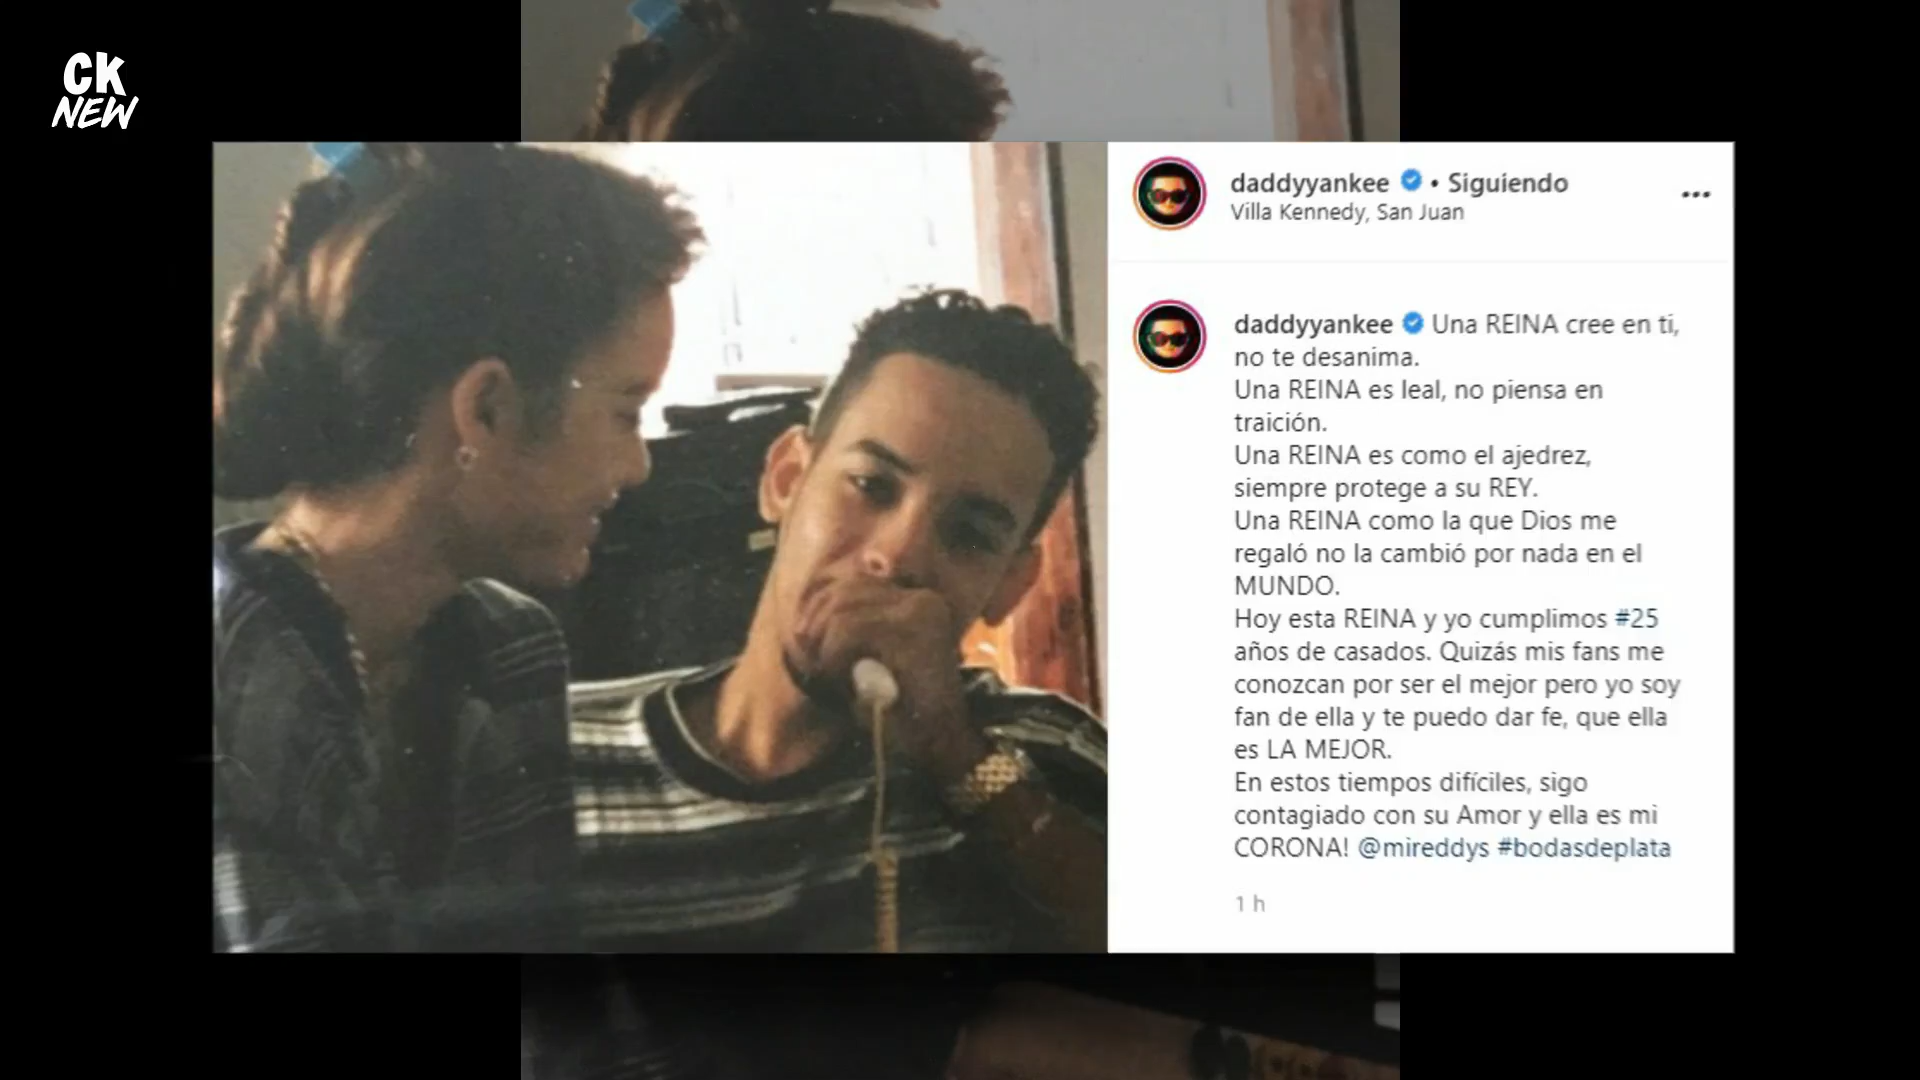 CK
NEW
daddyyankee • Siguiendo
Villa Kennedy, San Juan
daddyyankee Una REINA cree en ti,
no te desanima.
Una REINA es leal, no piensa en
traición.
Una REINA es como el ajedrez,
siempre protege a su REY.
Una REINA como la que Dios me
regaló no la cambió por nada en el
MUNDO.
Hoy esta REINA y yo cumplimos #25
años de casados. Quizás mis fans me
conozcan por ser el mejor pero yo soy
fan de ella y te puedo dar fe, que ella
es LA MEJOR.
En estos tiempos difíciles, sigo
contagiado con su Amor y ella es mi
CORONA! @mireddys #bodasdeplata
1 h